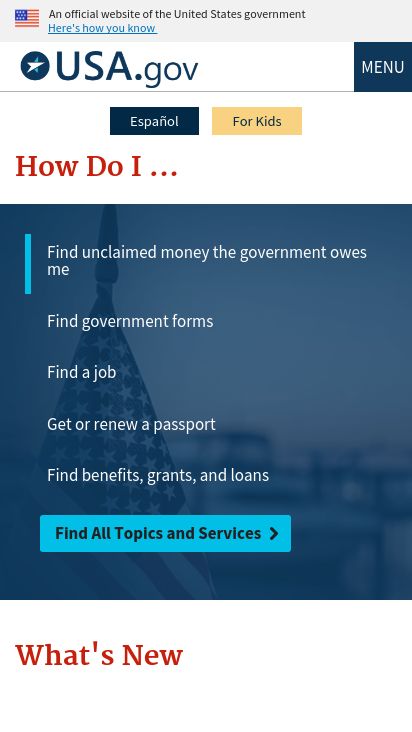 An official website of the United States government
Here's how you know
USA.gov
MENU
Español
For Kids
How Do I ...
Find unclaimed money the government owes
me
Find government forms
Find a job
Get or renew a passport
Find benefits, grants, and loans
Find All Topics and Services
What's New